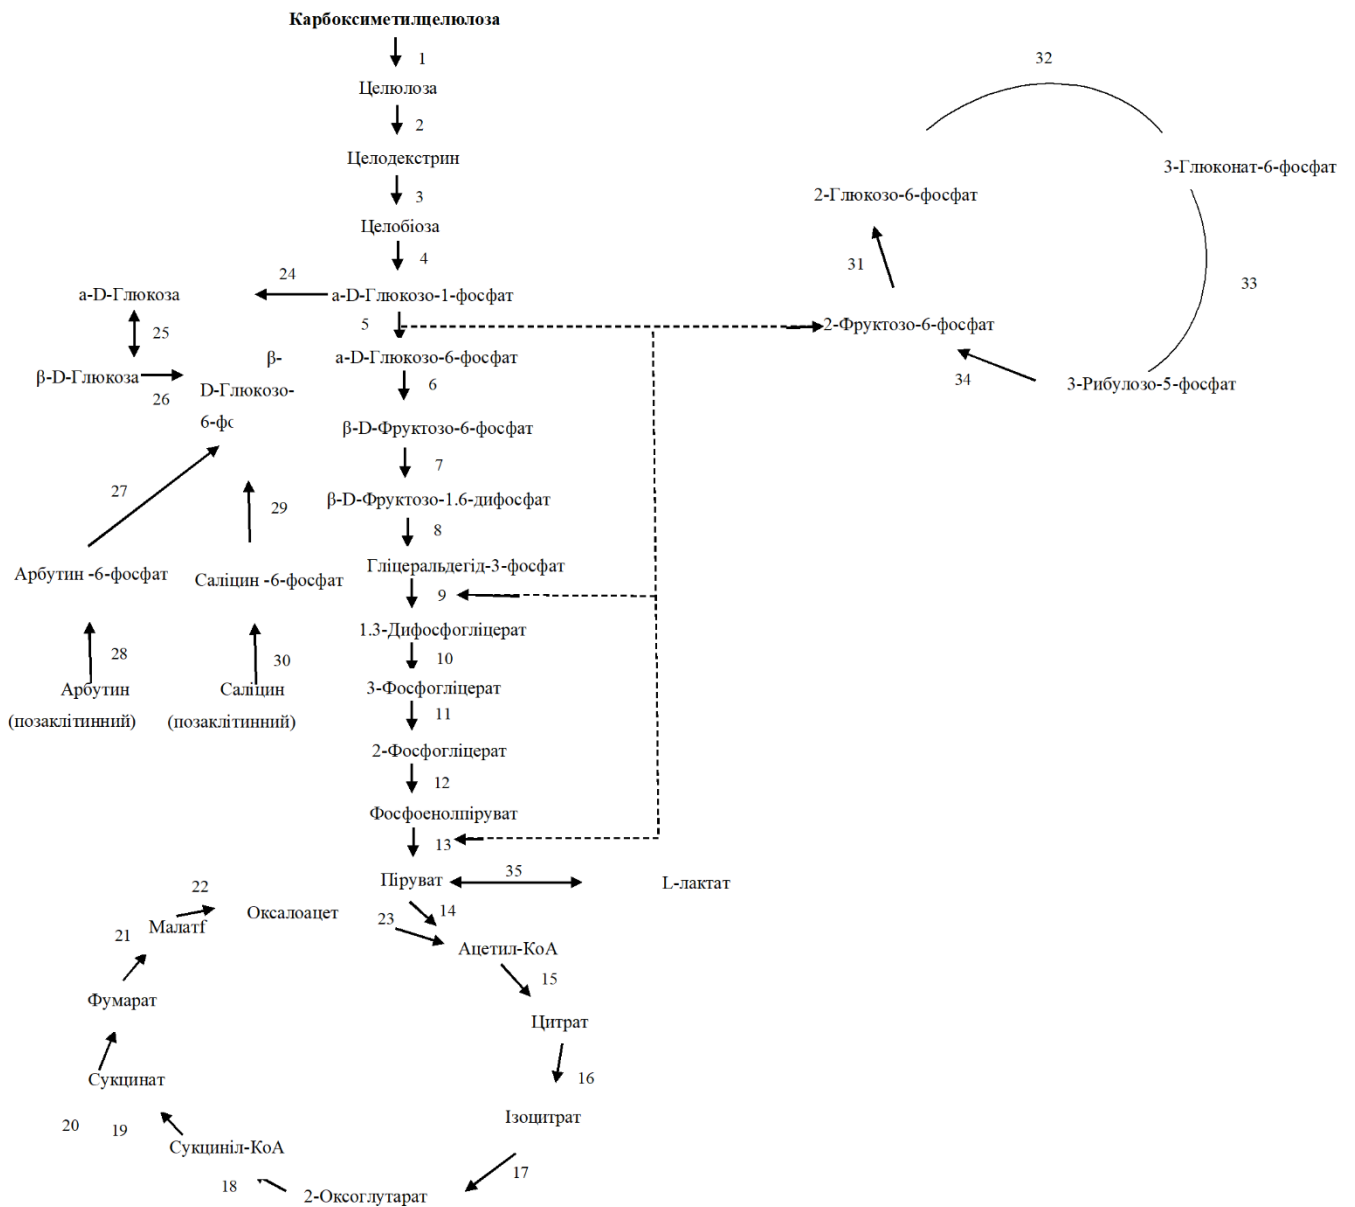 Карбоксиметилцелюлоза
1
Целюлоза
2
Целодекстрин
3
Целобіоза
4
24
а-D-Глюкоза
а-D-Глюкозо-1-фосфат
25
5
β-D-Глюкоза
26
β-
D-Глюкозо-
6-фс
а-D-Глюкозо-6-фосфат
6
β-D-Фруктозо-6-фосфат
7
27
29
β-D-Фруктозо-1.6-дифосфат
8
Арбутин -6-фосфат
Саліцин -6-фосфат
Гліцеральдегід-3-фосфат
9
1.3-Дифосфогліцерат
28
30
10
Арбутин
(позаклітинний)
Саліцин
(позаклітинний)
3-Фосфогліцерат
11
2-Фосфогліцерат
12
Фосфоенолпіруват
13
Піруват
35
L-лактат
22
Малатf
Оксалоацет
23
14
21
Ацетил-КоА
15
Фумарат
Цитрат
16
Сукцинат
20
19
Ізоцитрат
Сукциніл-КоА
17
18
2-Оксоглутарат
32
3-Глюконат-6-фосфат
2-Глюкозо-6-фосфат
31
33
2-Фруктозо-6-фосфат
34
3-Рибулозо-5-фосфат